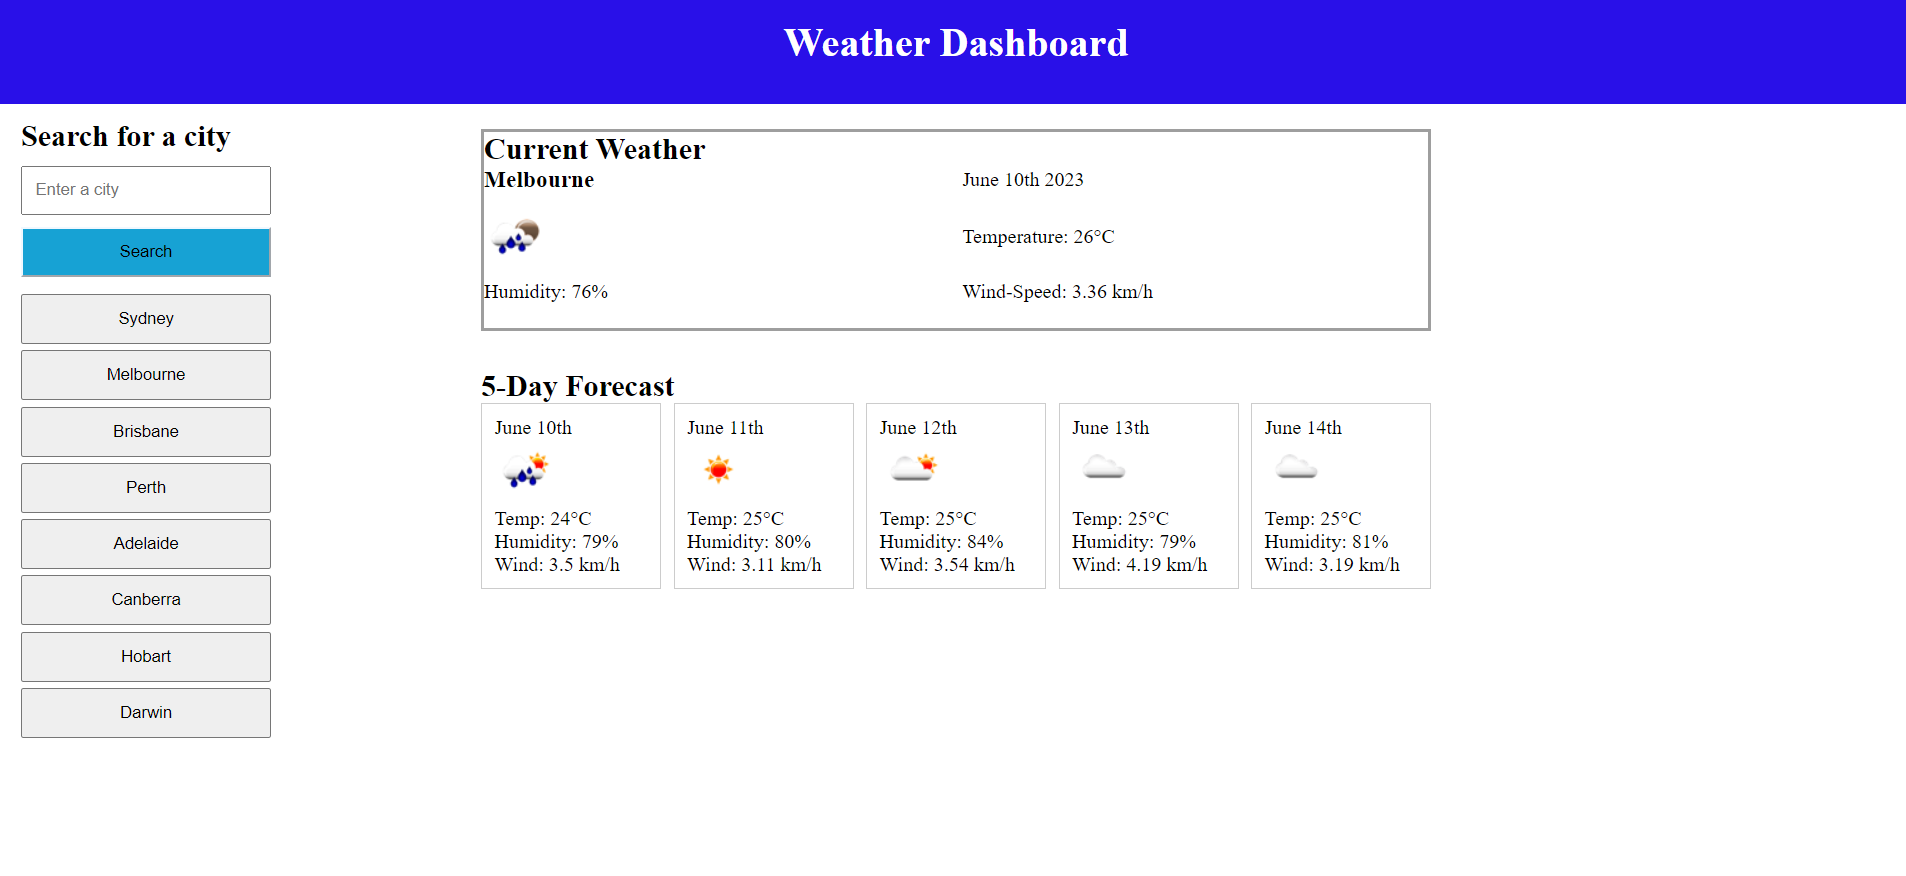 Weather Dashboard
Search for a city
Enter a city
Search
Sydney
Melbourne
Brisbane
Perth
Adelaide
Canberra
Hobart
Darwin
Current Weather
Melbourne
June 10th 2023
Temperature: 26°C
Humidity: 76%
Wind-Speed: 3.36 km/h
5-Day Forecast
June 10th
Temp: 24°C
Humidity: 79%
Wind: 3.5 km/h
June 11th
Temp: 25°C
Humidity: 80%
Wind: 3.11 km/h
June 12th
Temp: 25°C
Humidity: 84%
Wind: 3.54 km/h
June 13th
Temp: 25°C
Humidity: 79%
Wind: 4.19 km/h
June 14th
Temp: 25°C
Humidity: 81%
Wind: 3.19 km/h